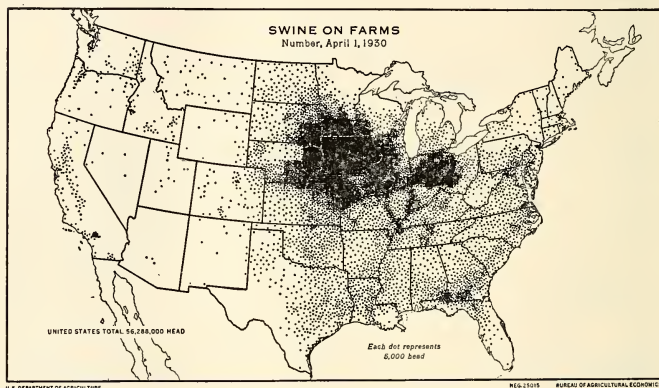 SWINE ON FARMS
Number, April 1, 1930
UNITED STATES TOTAL 56,288,000 HEAD
Each dot represents
5,000 head
U. S. DEPARTMENT OF AGRICULTURE
NEG. 25015 BUREAU OF AGRICULTURAL ECONOMICS